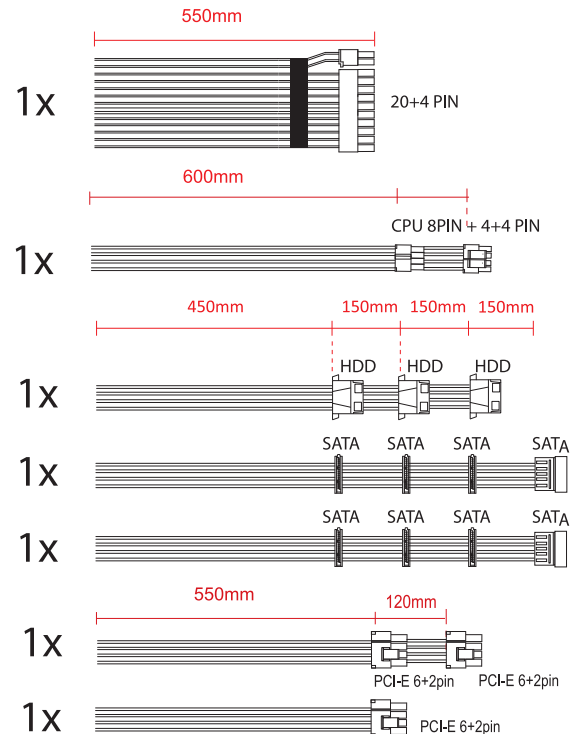 550mm
1x
20+4 PIN
600mm
CPU 8PIN + 4+4 PIN
1x
450mm 150mm 150mm 150mm
HDD HDD HDD
1x
SATA SATA SATA SATA
1x
SATA SATA SATA SATA
1x
550mm 120mm
1x
PCI-E 6+2pin PCI-E 6+2pin
1x
PCI-E 6+2pin